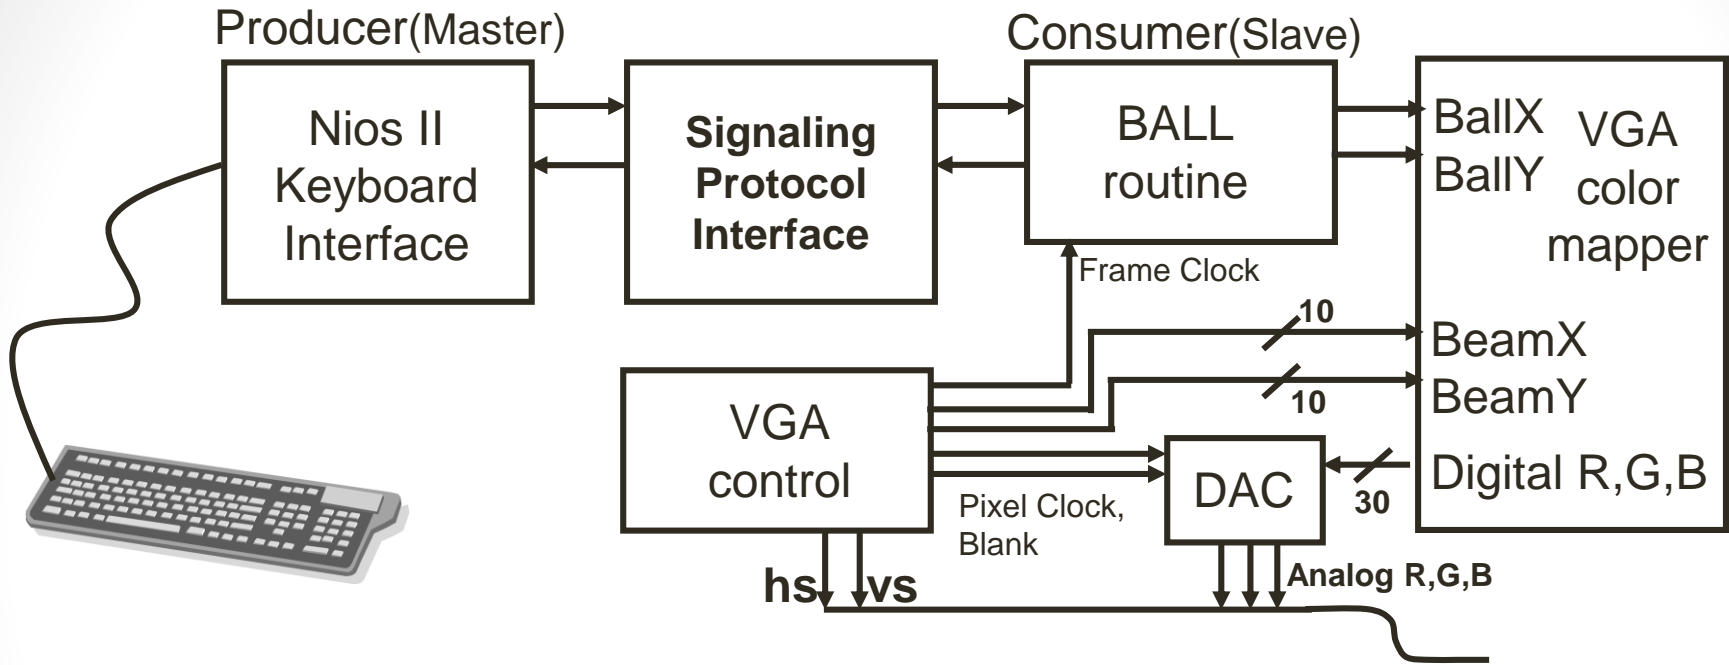 Producer(Master)
Consumer(Slave)
Nios II
Keyboard
Interface
Signaling
Protocol
Interface
BALL
routine
BallX
BallY
VGA
color
mapper
Frame Clock
10
BeamX
10
BeamY
VGA
control
DAC
30
Digital R,G,B
Pixel Clock,
Blank
hs
vs
Analog R,G,B